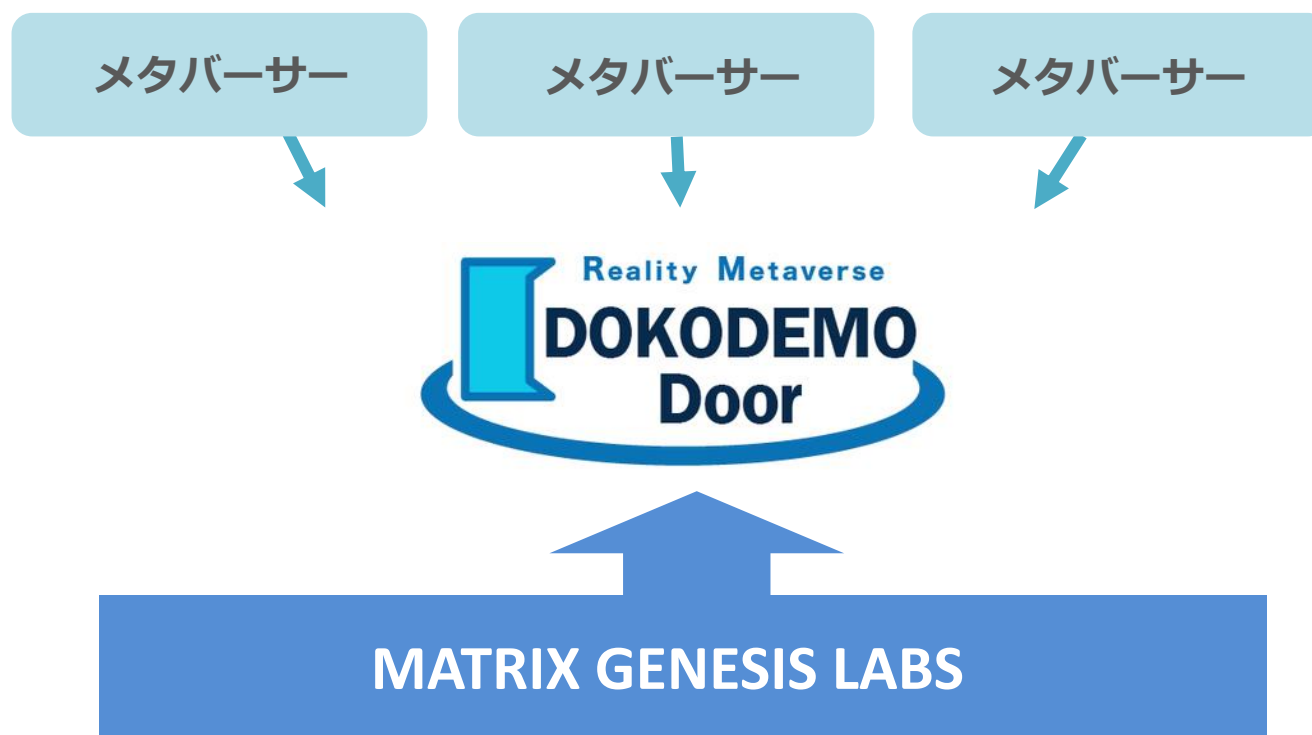 メタバーサー
メタバーサー
メタバーサー
Reality Metaverse
DOKODEMO
Door
MATRIX GENESIS LABS